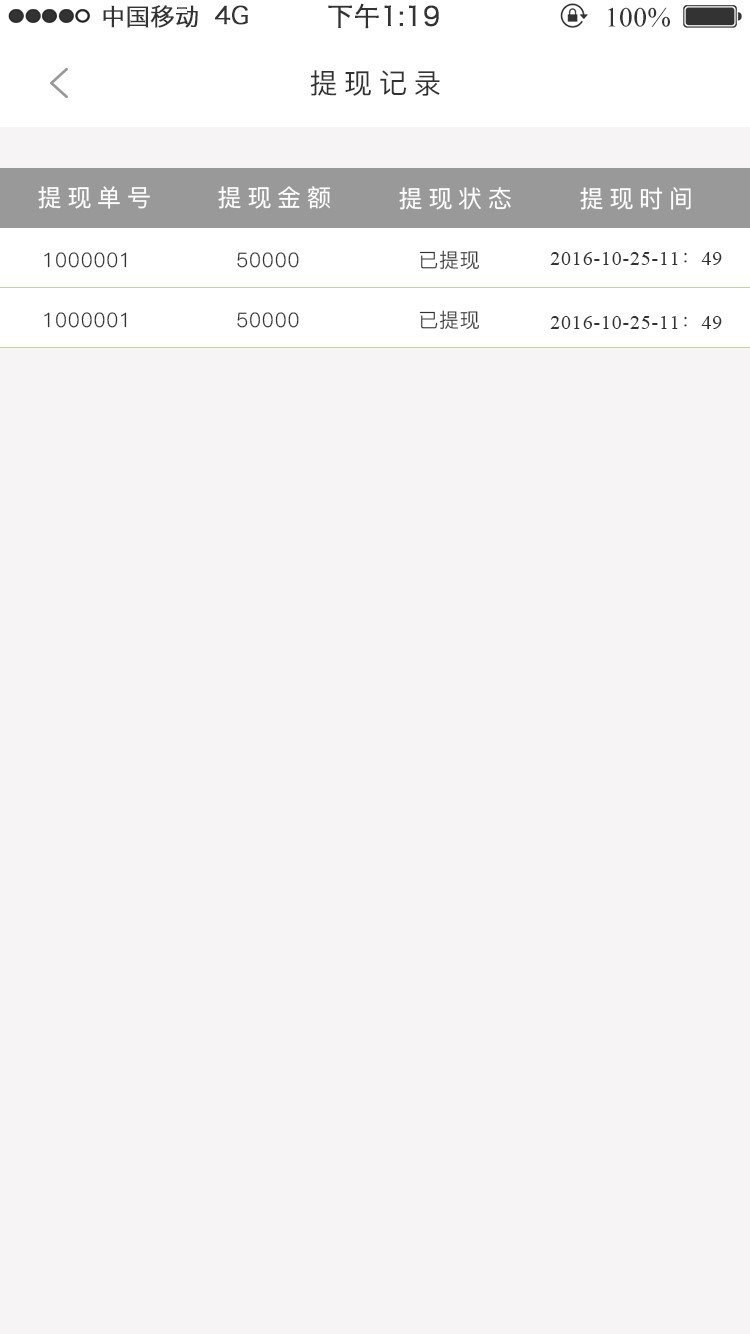 中国移动 4G 下午1:19 100%
提现记录
提现单号 提现金额 提现状态 提现时间
1000001 50000 已提现 2016-10-25-11：49
1000001 50000 已提现 2016-10-25-11：49